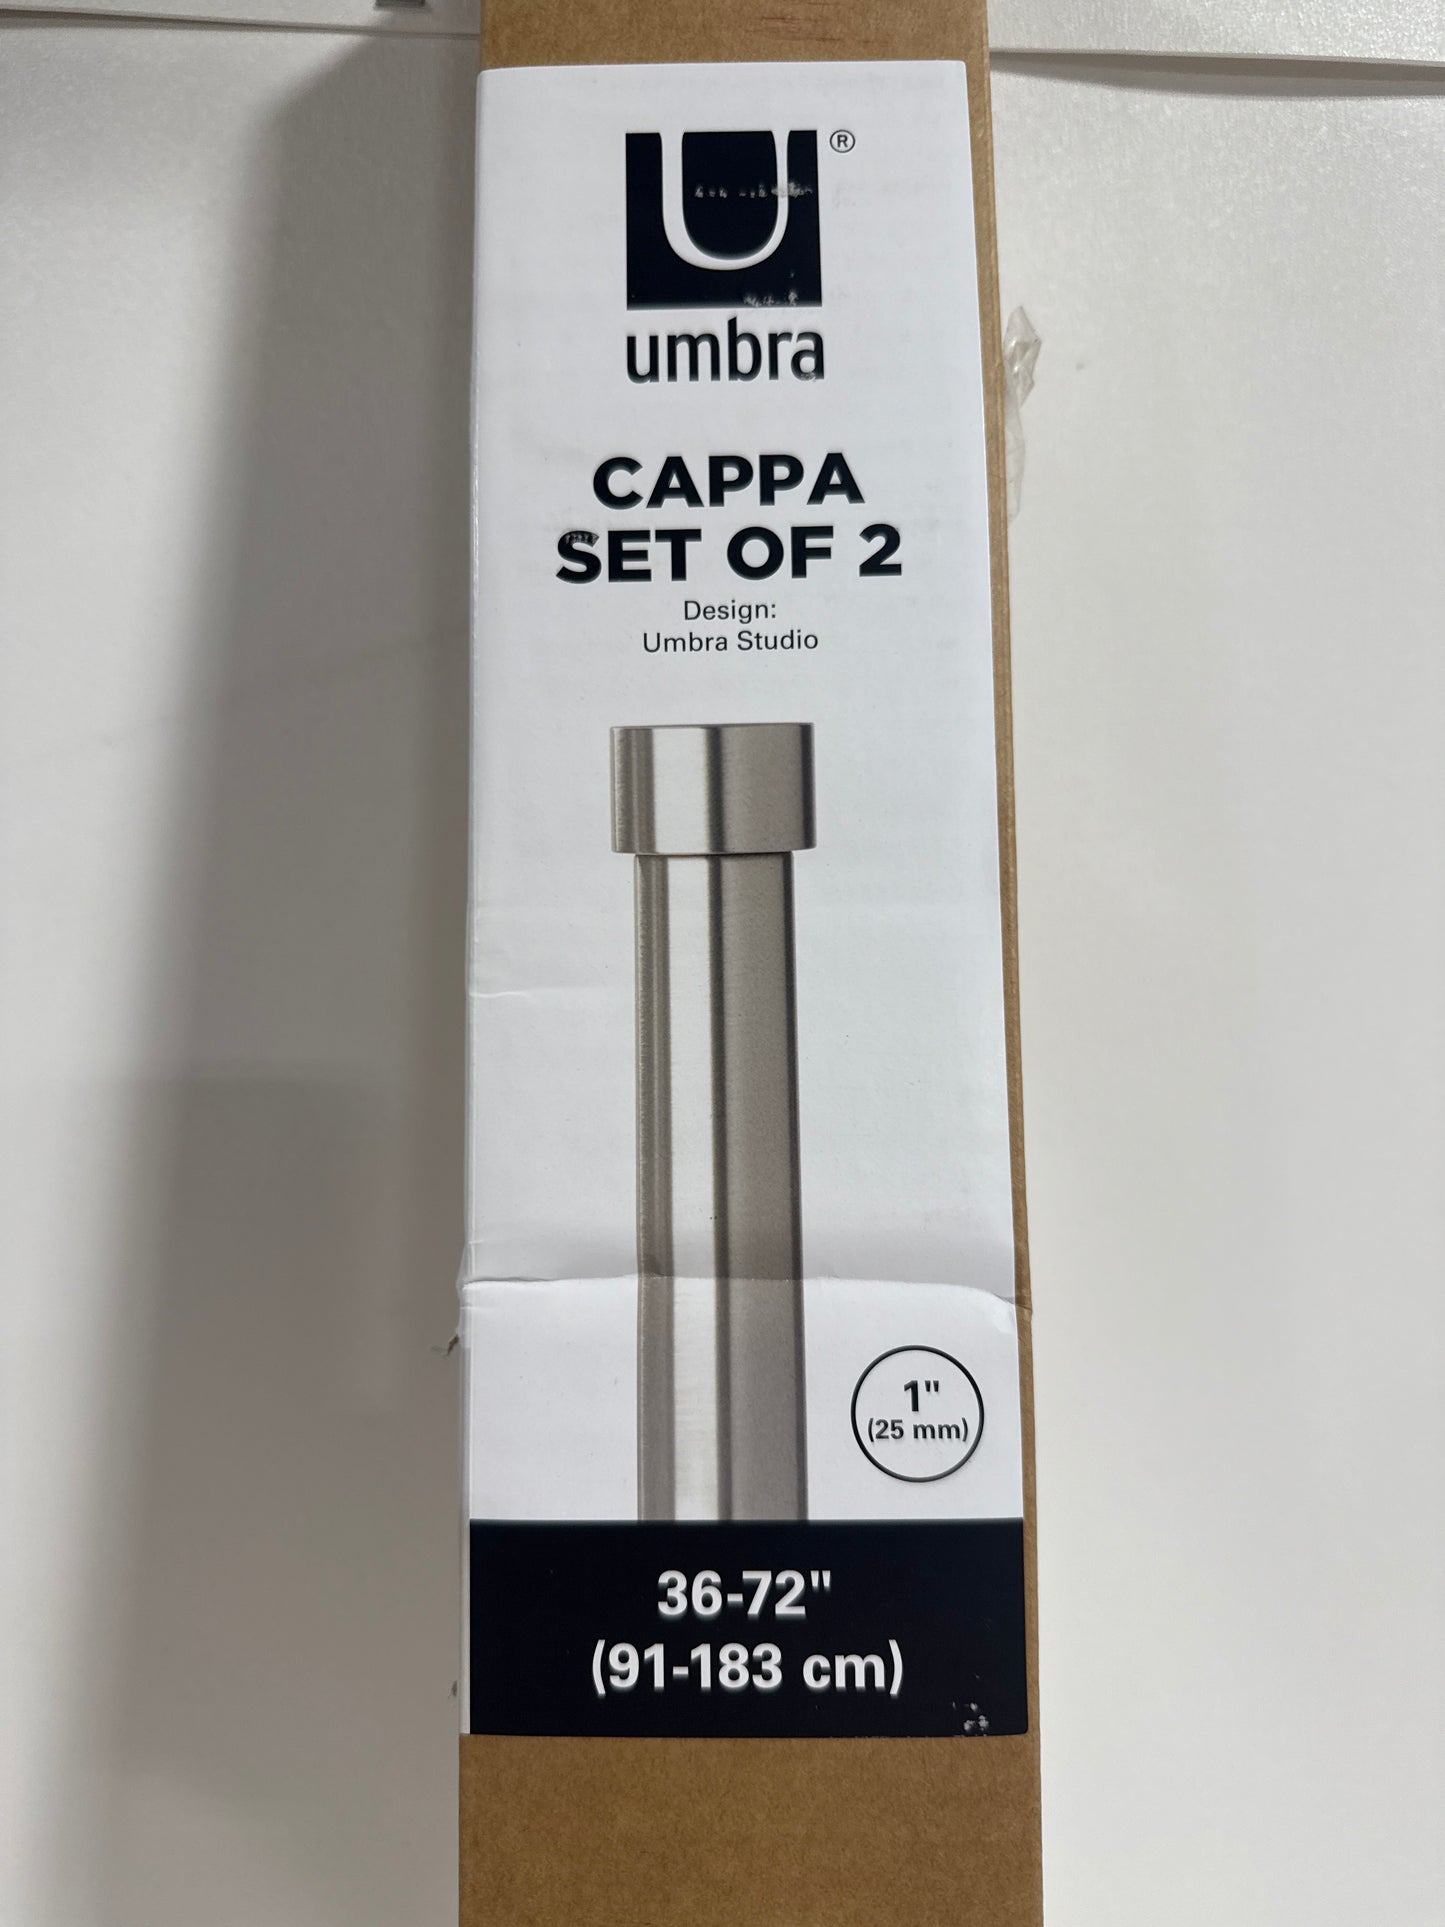 U®
umbra
CAPPA
SET OF 2
Design:
Umbra Studio
1"
(25 mm)
36-72"
(91-183 cm)